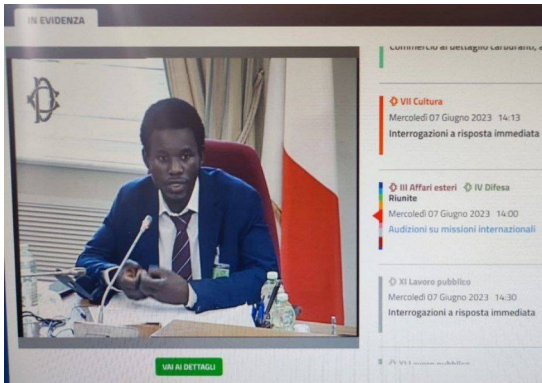 IN EVIDENZA
Commercio al dettaglio carburanti,
VII Cultura
Mercoledì 07 Giugno 2023 14:13
Interrogazioni a risposta immediata
III Affari esteri IV Difesa
Riunite
Mercoledì 07 Giugno 2023 14:00
Audizioni su missioni internazionali
XI Lavoro pubblico
Mercoledì 07 Giugno 2023 14:30
Interrogazioni a risposta immediata
VAI AI DETTAGLI